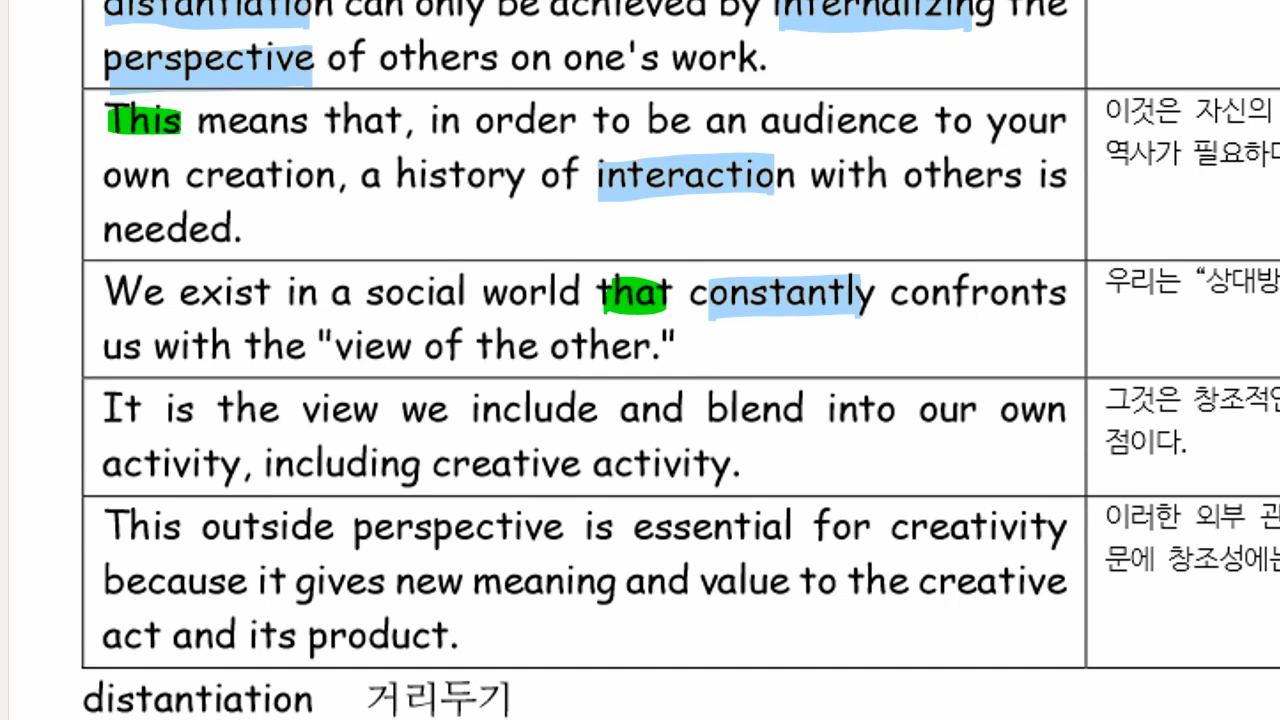 distantiation can only be achieved by internalizing the
perspective of others on one's work.
This means that, in order to be an audience to your
own creation, a history of interaction with others is
needed.
이것은 자신의
역사가 필요하다
We exist in a social world that constantly confronts
us with the "view of the other."
우리는 “상대방
It is the view we include and blend into our own
activity, including creative activity.
그것은 창조적인
점이다.
This outside perspective is essential for creativity
because it gives new meaning and value to the creative
act and its product.
이러한 외부 관
문에 창조성에는
distantiation 거리두기